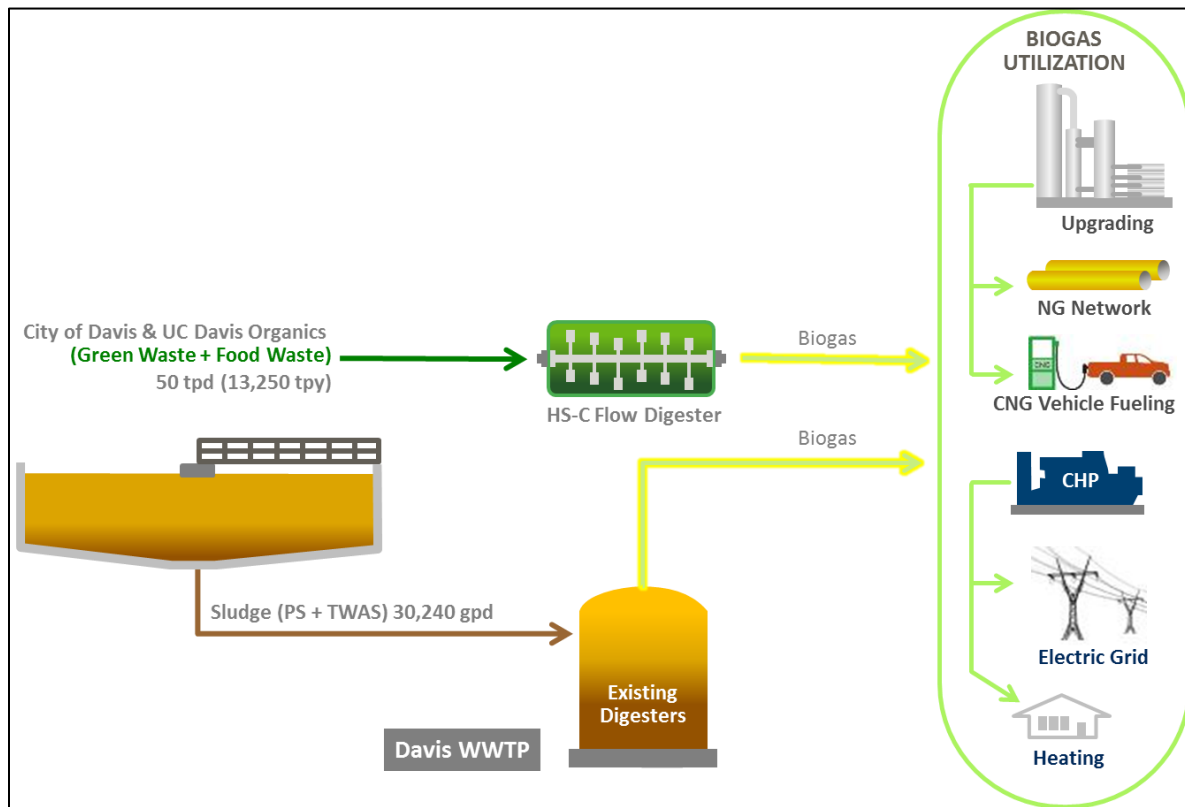 BIOGAS
UTILIZATION
Upgrading
NG Network
City of Davis & UC Davis Organics
(Green Waste + Food Waste)
50 tpd (13,250 tpy)
HS-C Flow Digester
Biogas
CNG
CNG Vehicle Fueling
Biogas
CHP
Sludge (PS + TWAS) 30,240 gpd
Electric Grid
Existing
Digesters
Davis WWTP
Heating